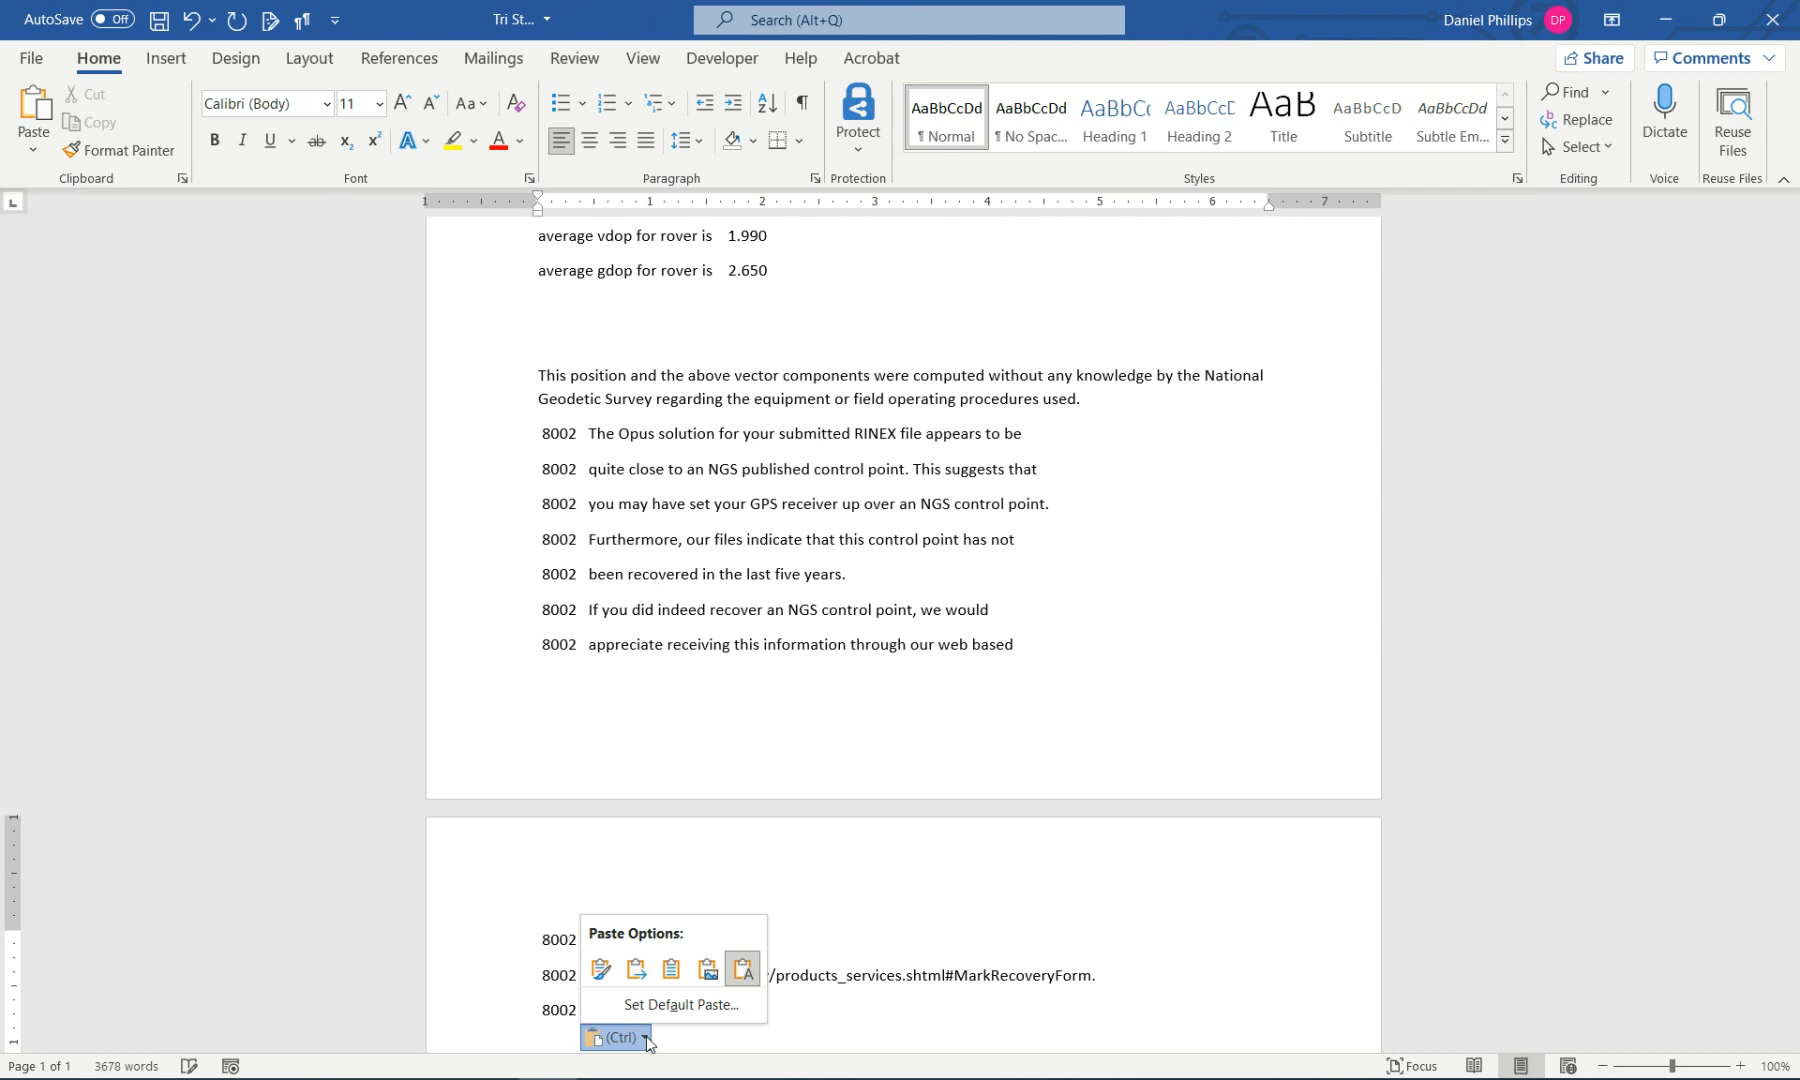 AutoSave Off Tri St... Search (Alt+Q) Daniel Phillips DP
File Home Insert Design Layout References Mailings Review View Developer Help Acrobat Share Comments
Paste
Cut
Copy
Format Painter
Clipboard
Calibri (Body) 11
Font
Paragraph
Protect
Protection
AaBbCcDd AaBbCcDd AaBbCc AaBbCcE AaB AaBbCcD AaBbCcDd
¶ Normal ¶ No Spac... Heading 1 Heading 2 Title Subtitle Subtle Em...
Styles
Find
Replace
Select
Editing
Dictate
Voice
Reuse
Files
Reuse Files
1 1 2 3 4 5 6 7
average vdop for rover is 1.990
average gdop for rover is 2.650
This position and the above vector components were computed without any knowledge by the National
Geodetic Survey regarding the equipment or field operating procedures used.
8002 The Opus solution for your submitted RINEX file appears to be
8002 quite close to an NGS published control point. This suggests that
8002 you may have set your GPS receiver up over an NGS control point.
8002 Furthermore, our files indicate that this control point has not
8002 been recovered in the last five years.
8002 If you did indeed recover an NGS control point, we would
8002 appreciate receiving this information through our web based
8002
8002 /products_services.shtml#MarkRecoveryForm.
8002
Paste Options:
Set Default Paste...
(Ctrl)
Page 1 of 1 3678 words Focus 100%